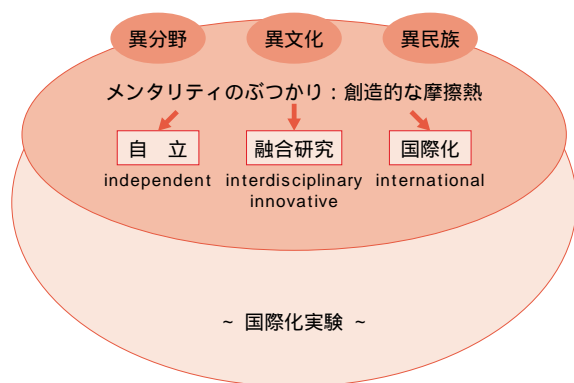 異分野 異文化 異民族
メンタリティのぶつかり：創造的な摩擦熱
自　立 融合研究 国際化
independent interdisciplinary international
innovative
~ 国際化実験 ~